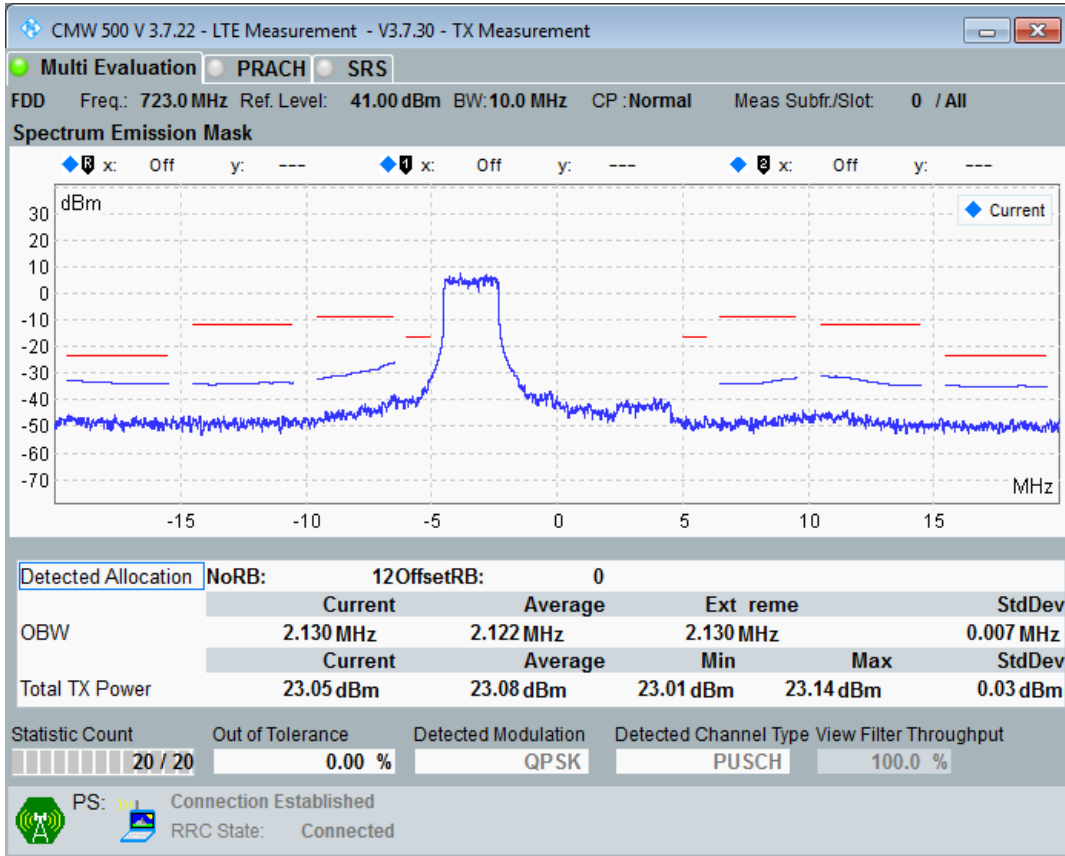 CMW 500 V 3.7.22 - LTE Measurement - V3.7.30 - TX Measurement
Multi Evaluation PRACH SRS
FDD Freq.: 723.0 MHz Ref. Level: 41.00 dBm BW: 10.0 MHz CP : Normal Meas Subfr./Slot: 0 / All
Spectrum Emission Mask
R x: Off y: --- 1 x: Off y: --- 2 x: Off y: ---
dBm
Current
30
20
10
0
-10
-20
-30
-40
-50
-60
-70
MHz
-15 -10 -5 0 5 10 15
Detected Allocation NoRB: 12 OffsetRB: 0
Current Average Ext reme StdDev
OBW 2.130 MHz 2.122 MHz 2.130 MHz 0.007 MHz
Current Average Min Max StdDev
Total TX Power 23.05 dBm 23.08 dBm 23.01 dBm 23.14 dBm 0.03 dBm
Statistic Count Out of Tolerance Detected Modulation Detected Channel Type View Filter Throughput
20 / 20 0.00 % QPSK PUSCH 100.0 %
PS: Connection Established
RRC State: Connected